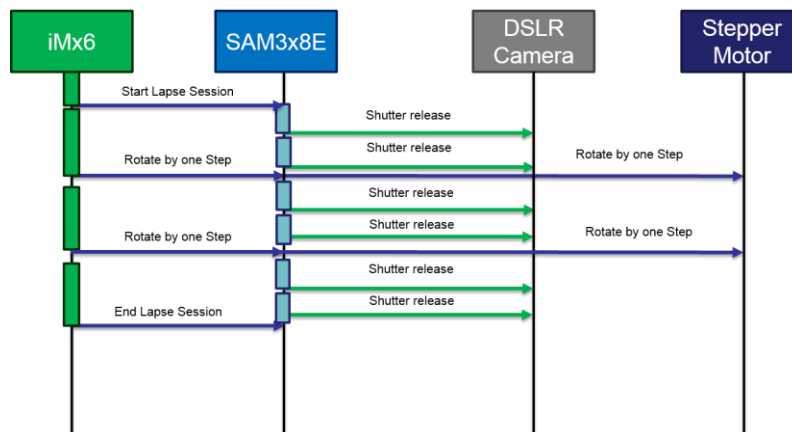 iMx6
SAM3x8E
DSLR
Camera
Stepper
Motor
Start Lapse Session
Shutter release
Shutter release
Rotate by one Step
Rotate by one Step
Shutter release
Shutter release
Rotate by one Step
Rotate by one Step
Shutter release
Shutter release
End Lapse Session